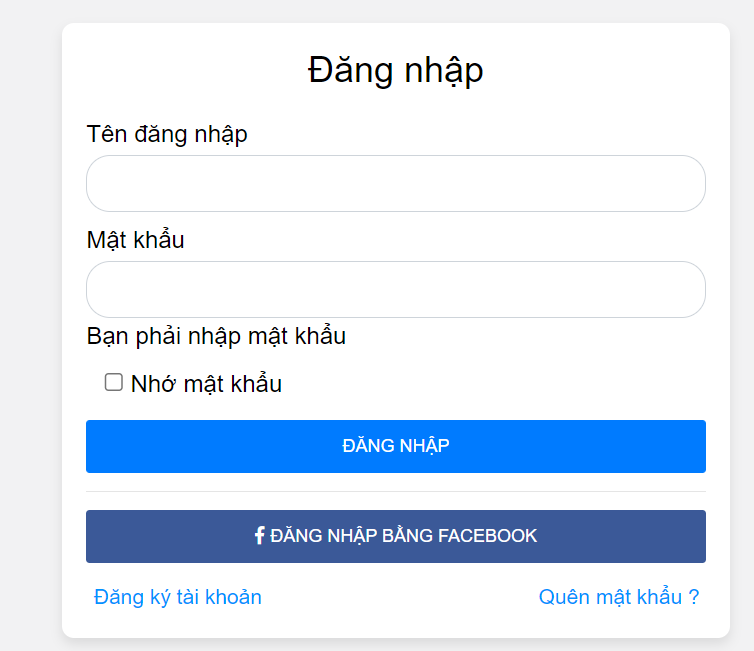 Đăng nhập
Tên đăng nhập
Mật khẩu
Bạn phải nhập mật khẩu
Nhớ mật khẩu
ĐĂNG NHẬP
ĐĂNG NHẬP BẰNG FACEBOOK
Đăng ký tài khoản Quên mật khẩu ?